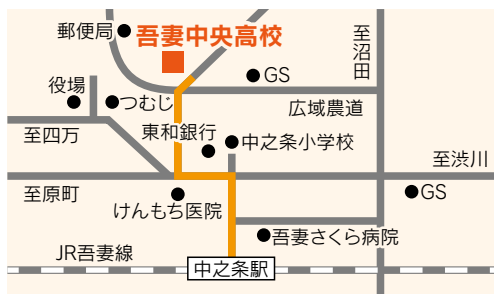 郵便局
吾妻中央高校
至沼田
GS
役場
つむじ
広域農道
東和銀行
中之条小学校
至四万
至渋川
至原町
GS
けんもち医院
吾妻さくら病院
JR吾妻線
中之条駅